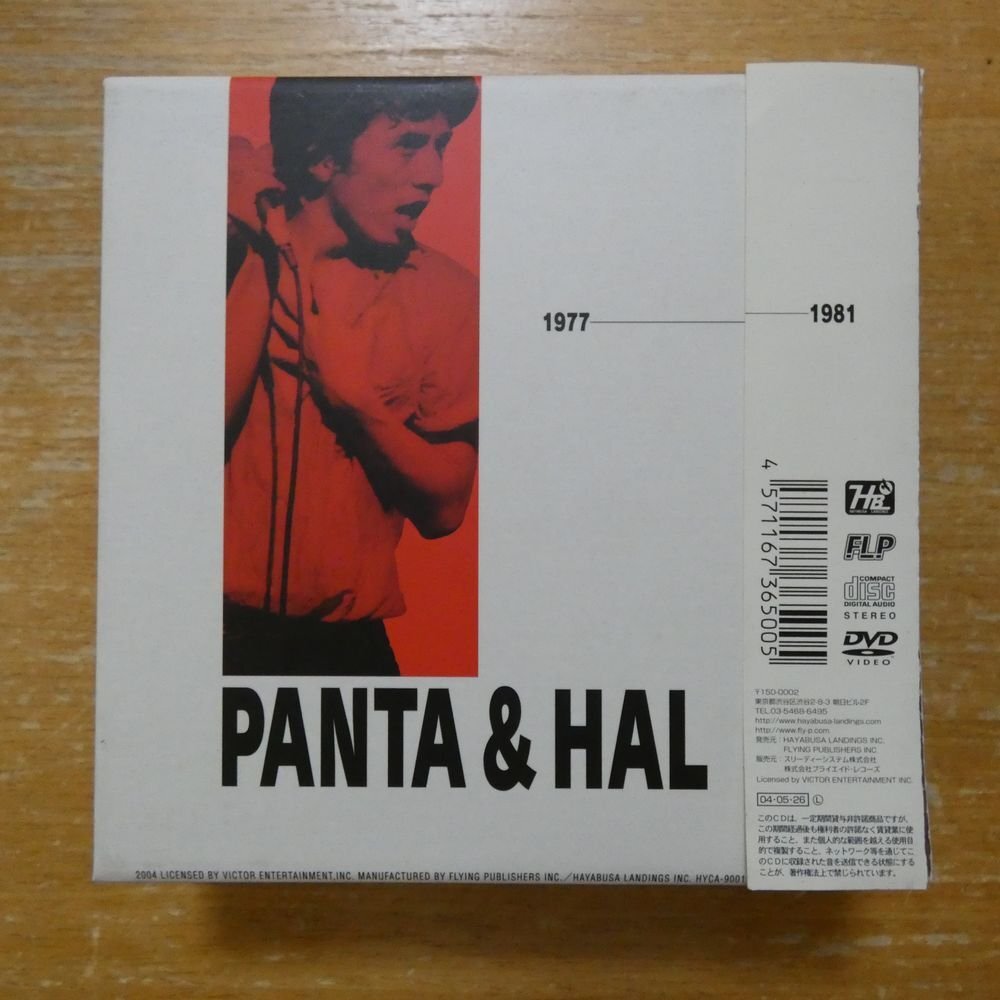 1977
1981
PANTA & HAL
2004 LICENSED BY VICTOR ENTERTAINMENT,INC. MANUFACTURED BY FLYING PUBLISHERS INC./HAYABUSA LANDINGS INC. HYCA-9001
4 571167 365005
HB
HAYABUSA LANDINGS
FLP
COMPACT
disc
DIGITAL AUDIO
STEREO
DVD
VIDEO
〒150-0002
東京都渋谷区渋谷2-8-3 朝日ビル2F
TEL.03-5468-6495
http://www.hayabusa-landings.com
http://www.fly-p.com
発売元:HAYABUSA LANDINGS INC.
FLYING PUBLISHERS INC.
販売元:スリーディーシステム株式会社
株式会社ブライエイド・レコーズ
Licensed by VICTOR ENTERTAINMENT INC.
04・05・26 Ⓛ
このCDは、一定期間貸与非許諾商品ですが、
この期間経過後も権利者の許諾なく賃貸業に使
用すること、また個人的な範囲を越える使用目
的で複製すること、ネットワーク等を通じてこ
のCDに収録された音を送信できる状態にする
ことが、著作権法上で禁じられています。